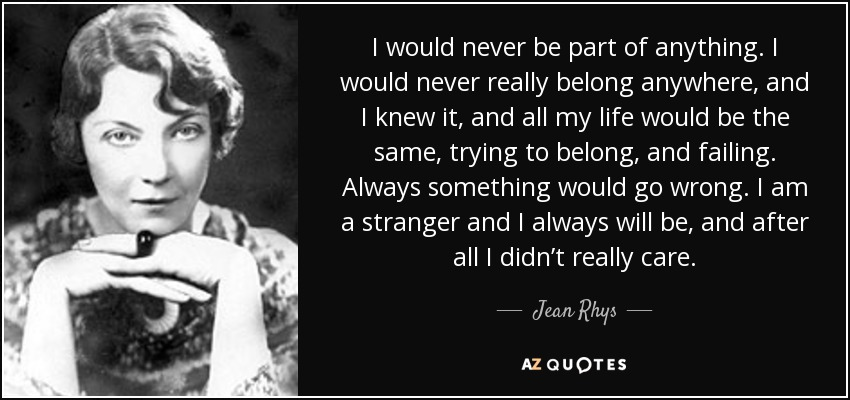 I would never be part of anything. I
would never really belong anywhere, and
I knew it, and all my life would be the
same, trying to belong, and failing.
Always something would go wrong. I am
a stranger and I always will be, and after
all I didn’t really care.
Jean Rhys
AZ QUOTES